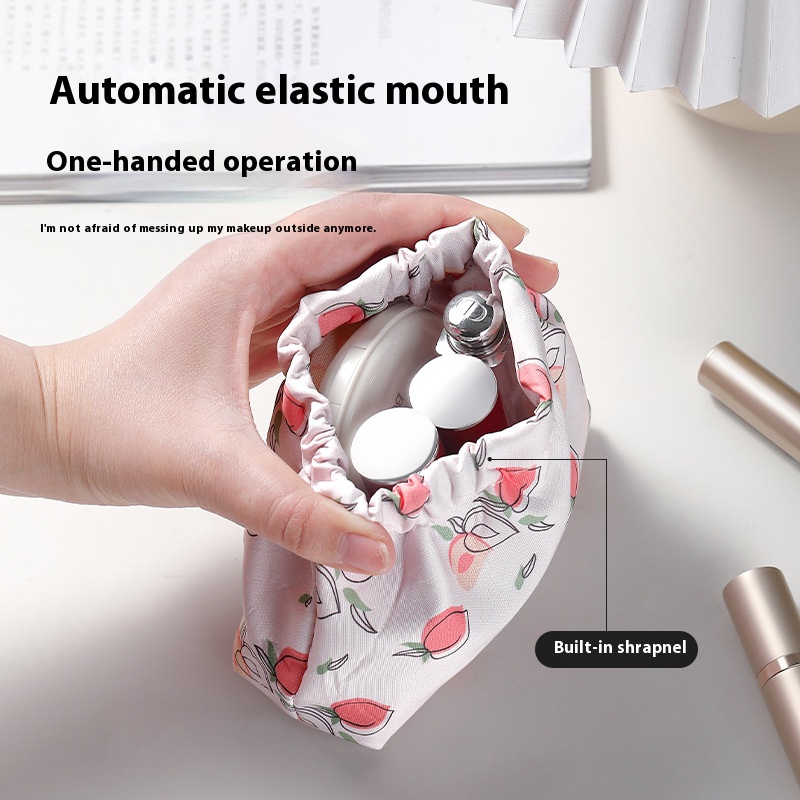 Automatic elastic mouth
One-handed operation
I'm not afraid of messing up my makeup outside anymore.
Built-in shrapnel